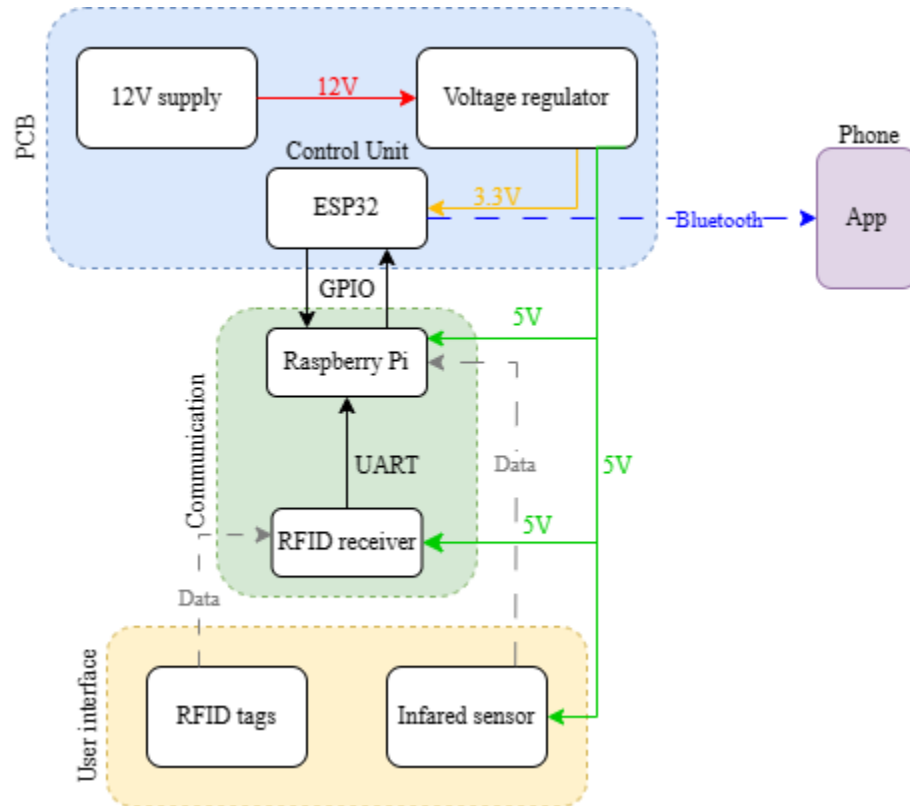 PCB
12V supply
12V
Voltage regulator
Control Unit
ESP32
3.3V
Bluetooth
Phone
App
GPIO
Communication
Raspberry Pi
5V
UART
Data
5V
RFID receiver
5V
Data
User interface
RFID tags
Infared sensor